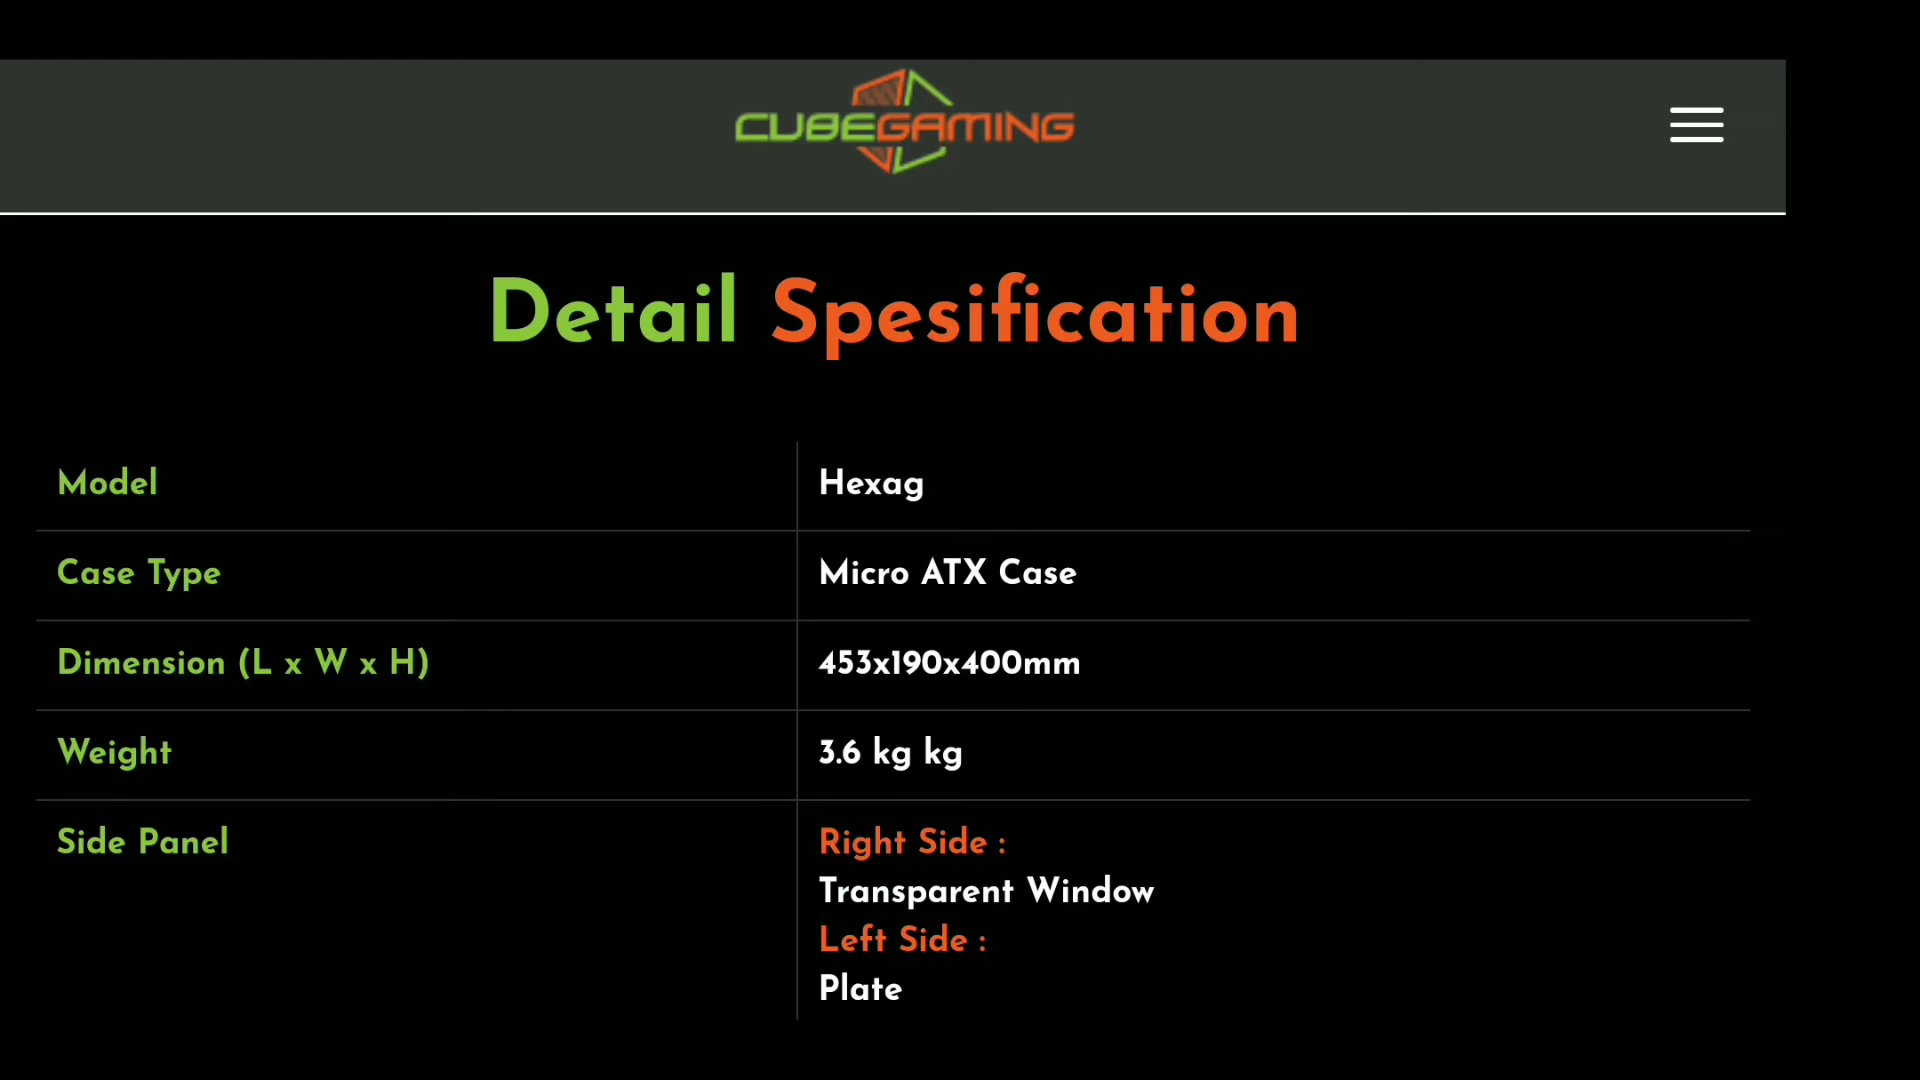 CUBEGAMING
Detail Spesification
Model
Hexag
Case Type
Micro ATX Case
Dimension (L x W x H)
453x190x400mm
Weight
3.6 kg kg
Side Panel
Right Side :
Transparent Window
Left Side :
Plate